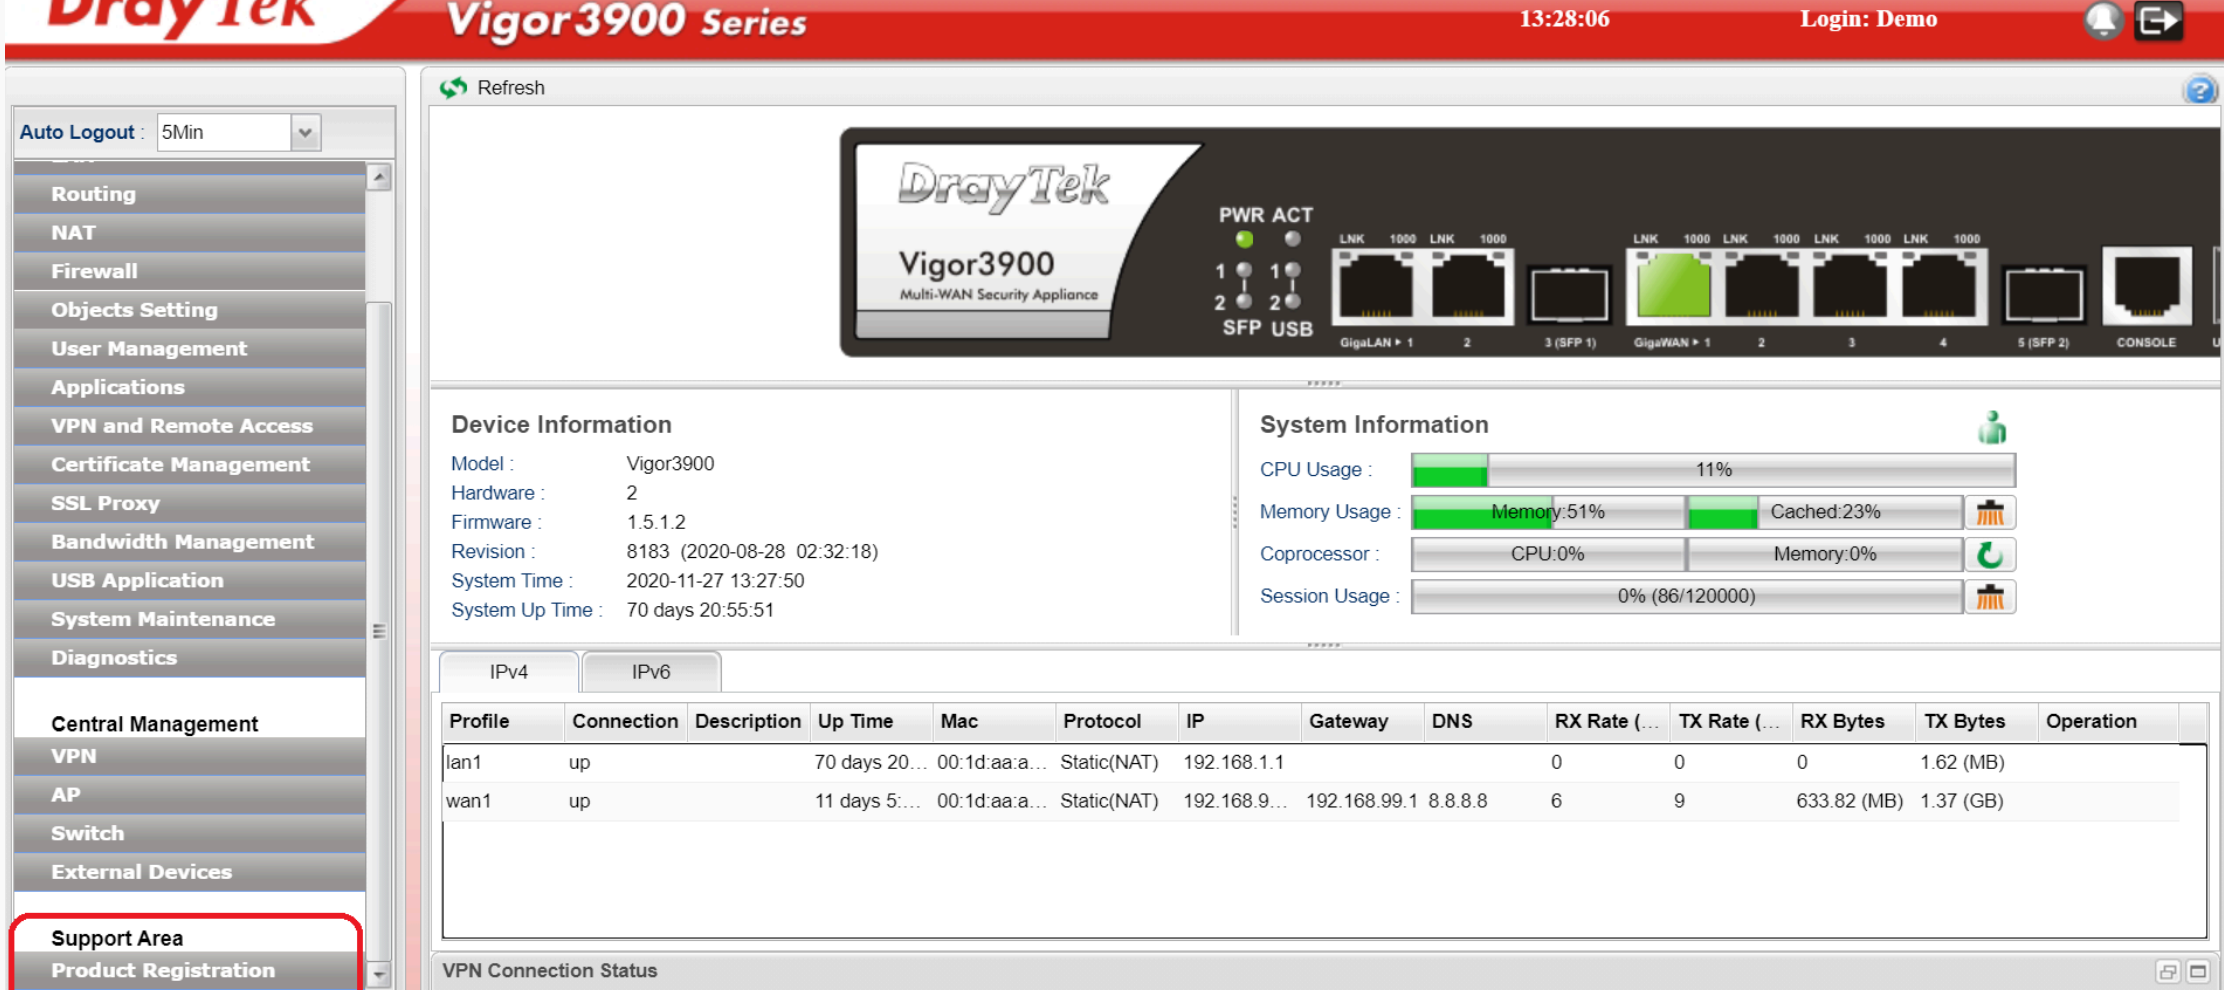 DrayTek
Vigor3900 Series
13:28:06
Login: Demo
Auto Logout : 5Min
Routing
NAT
Firewall
Objects Setting
User Management
Applications
VPN and Remote Access
Certificate Management
SSL Proxy
Bandwidth Management
USB Application
System Maintenance
Diagnostics
Central Management
VPN
AP
Switch
External Devices
Support Area
Product Registration
Refresh
DrayTek
Vigor3900
Multi-WAN Security Appliance
PWR ACT
1 1
2 2
SFP USB
LNK 1000 LNK 1000 LNK 1000 LNK 1000 LNK 1000 LNK 1000
GigaLAN 1 2 3 (SFP 1) GigaWAN 1 2 3 4 5 (SFP 2) CONSOLE U
Device Information
Model : Vigor3900
Hardware : 2
Firmware : 1.5.1.2
Revision : 8183 (2020-08-28 02:32:18)
System Time : 2020-11-27 13:27:50
System Up Time : 70 days 20:55:51
System Information
CPU Usage : 11%
Memory Usage : Memory:51% Cached:23%
Coprocessor : CPU:0% Memory:0%
Session Usage : 0% (86/120000)
IPv4 IPv6
Profile Connection Description Up Time Mac Protocol IP Gateway DNS RX Rate (... TX Rate (... RX Bytes TX Bytes Operation
lan1 up 70 days 20... 00:1d:aa:a... Static(NAT) 192.168.1.1 0 0 0 1.62 (MB)
wan1 up 11 days 5:... 00:1d:aa:a... Static(NAT) 192.168.9... 192.168.99.1 8.8.8.8 6 9 633.82 (MB) 1.37 (GB)
VPN Connection Status